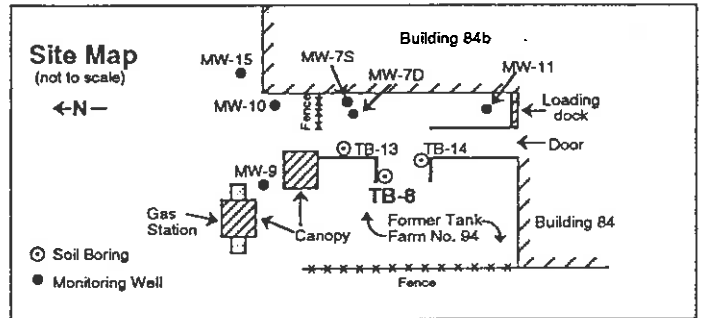 Site Map
(not to scale)
←N—
Building 84b
MW-15
MW-7S
MW-7D
MW-11
MW-10
Fence
Loading
dock
Door
TB-13
TB-14
MW-9
TB-8
Gas
Station
Canopy
Former Tank
Farm No. 94
Building 84
Soil Boring
Monitoring Well
Fence